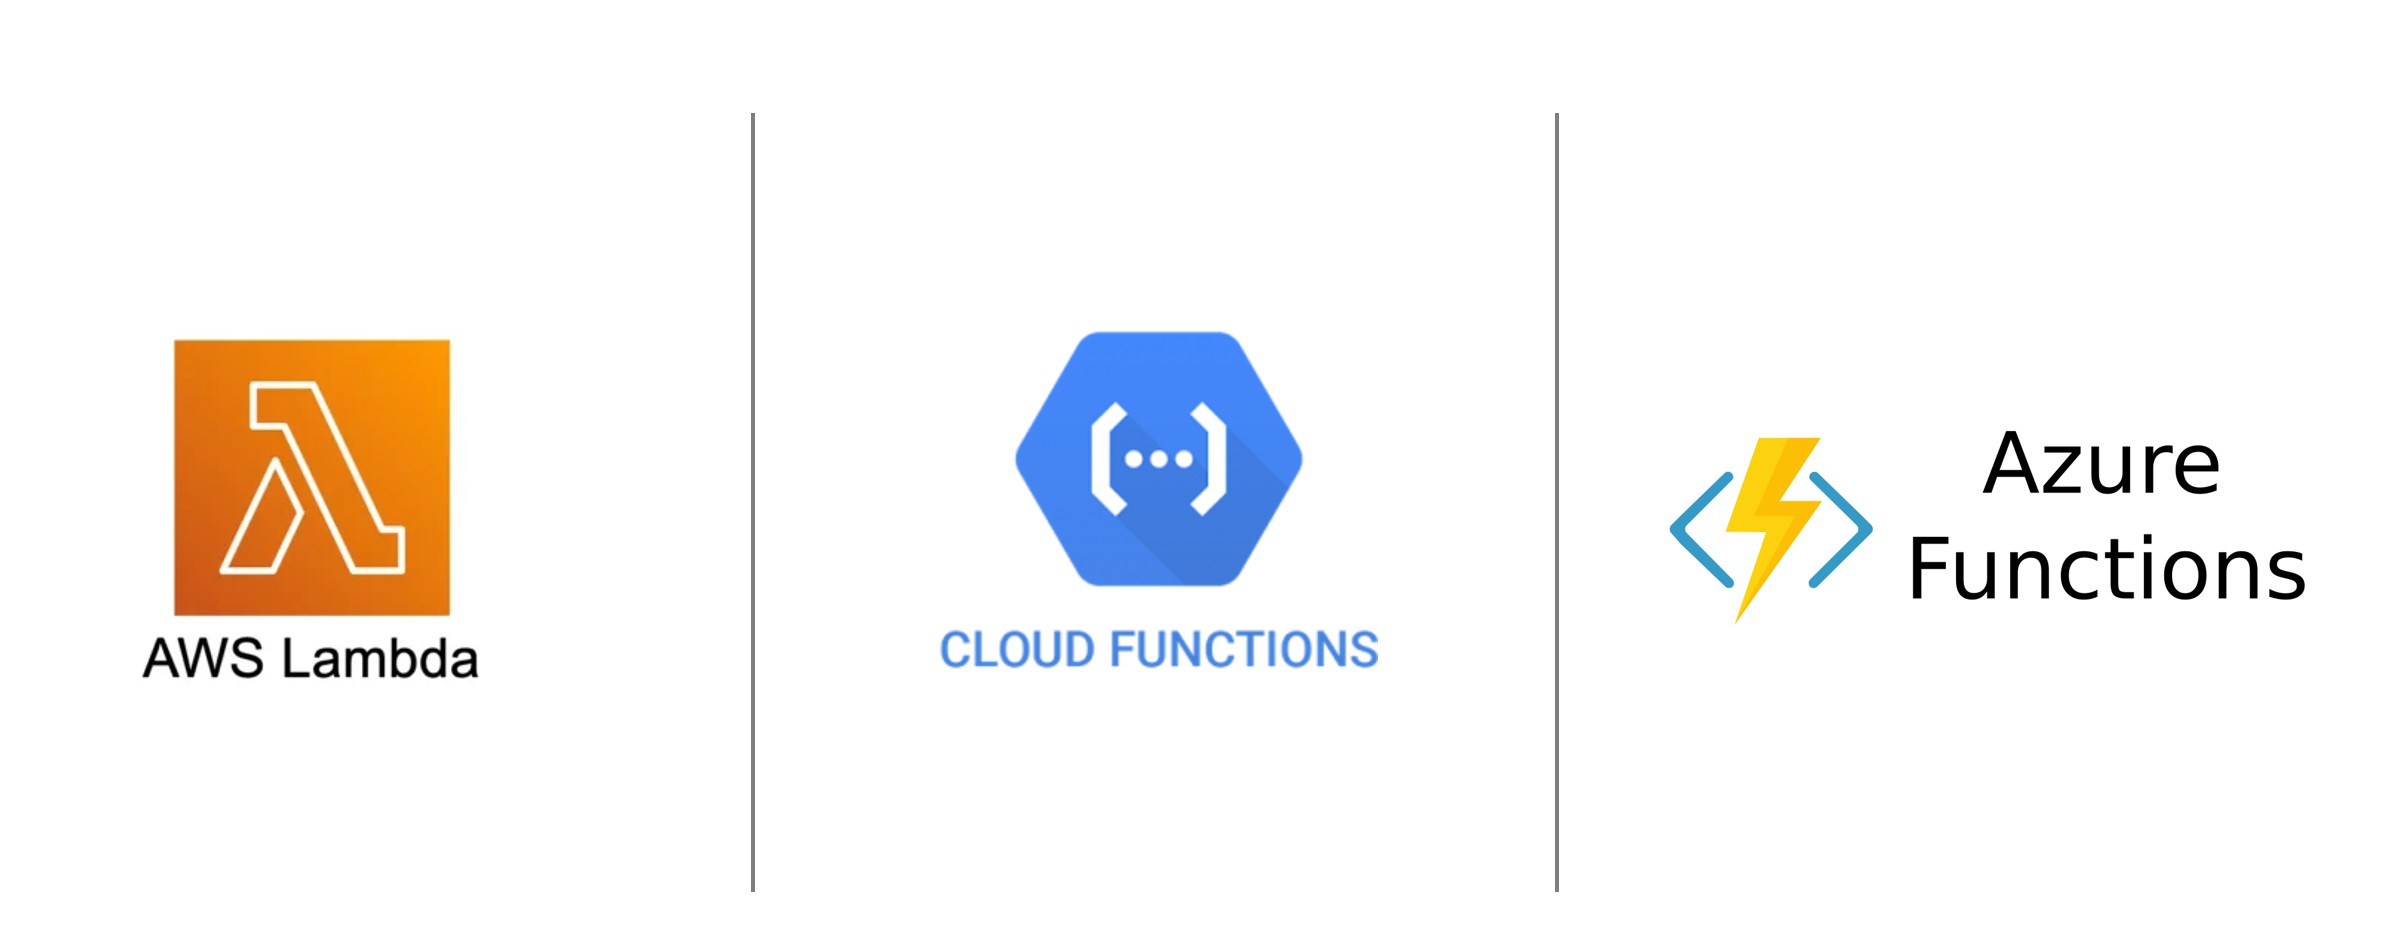 AWS Lambda
CLOUD FUNCTIONS
Azure
Functions